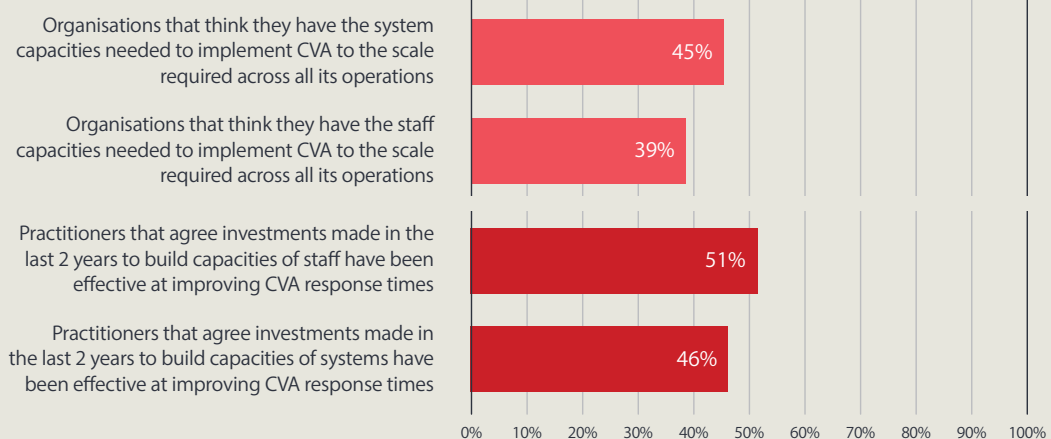 Organisations that think they have the system
capacities needed to implement CVA to the scale
required across all its operations
45%
Organisations that think they have the staff
capacities needed to implement CVA to the scale
required across all its operations
39%
Practitioners that agree investments made in the
last 2 years to build capacities of staff have been
effective at improving CVA response times
51%
Practitioners that agree investments made in
the last 2 years to build capacities of systems have
been effective at improving CVA response times
46%
0% 10% 20% 30% 40% 50% 60% 70% 80% 90% 100%